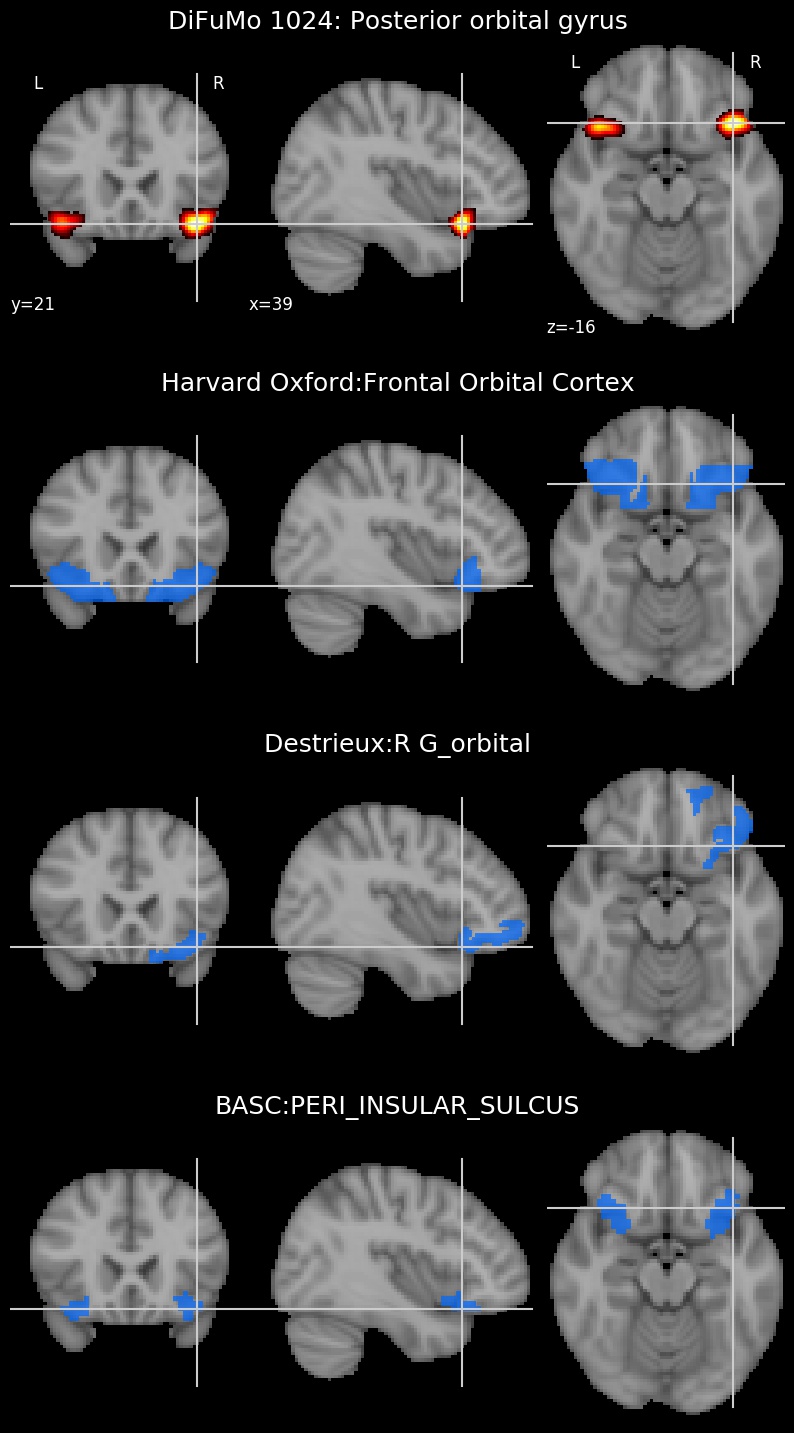 DiFuMo 1024: Posterior orbital gyrus
L R
L R
y=21
x=39
z=-16
Harvard Oxford:Frontal Orbital Cortex
Destrieux:R G_orbital
BASC:PERI_INSULAR_SULCUS